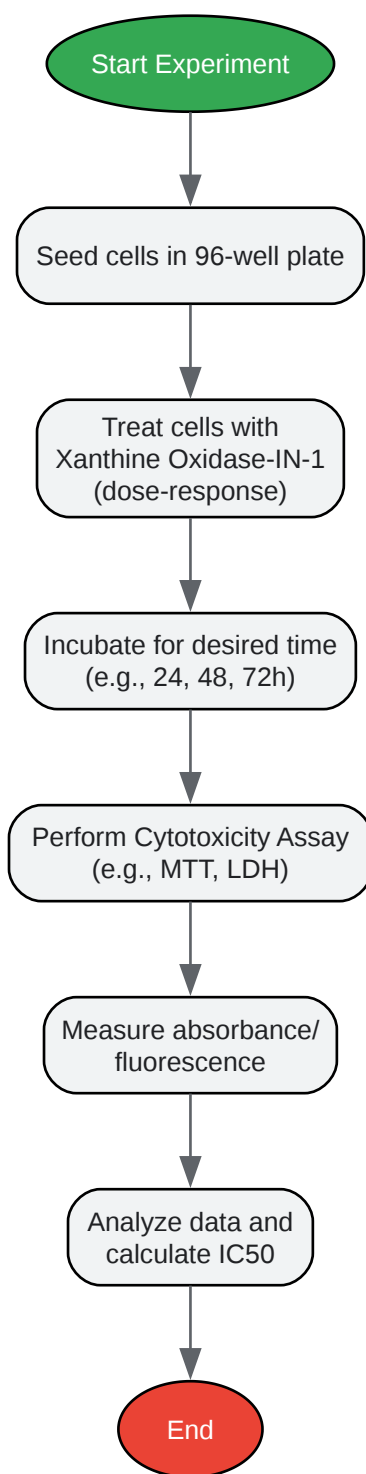 Start Experiment
Seed cells in 96-well plate
Treat cells with
Xanthine Oxidase-IN-1
(dose-response)
Incubate for desired time
(e.g., 24, 48, 72h)
Perform Cytotoxicity Assay
(e.g., MTT, LDH)
Measure absorbance/
fluorescence
Analyze data and
calculate IC50
End